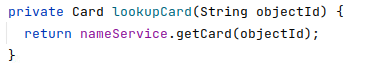 private Card lookupCard(String objectId) {
  return nameService.getCard(objectId);
}